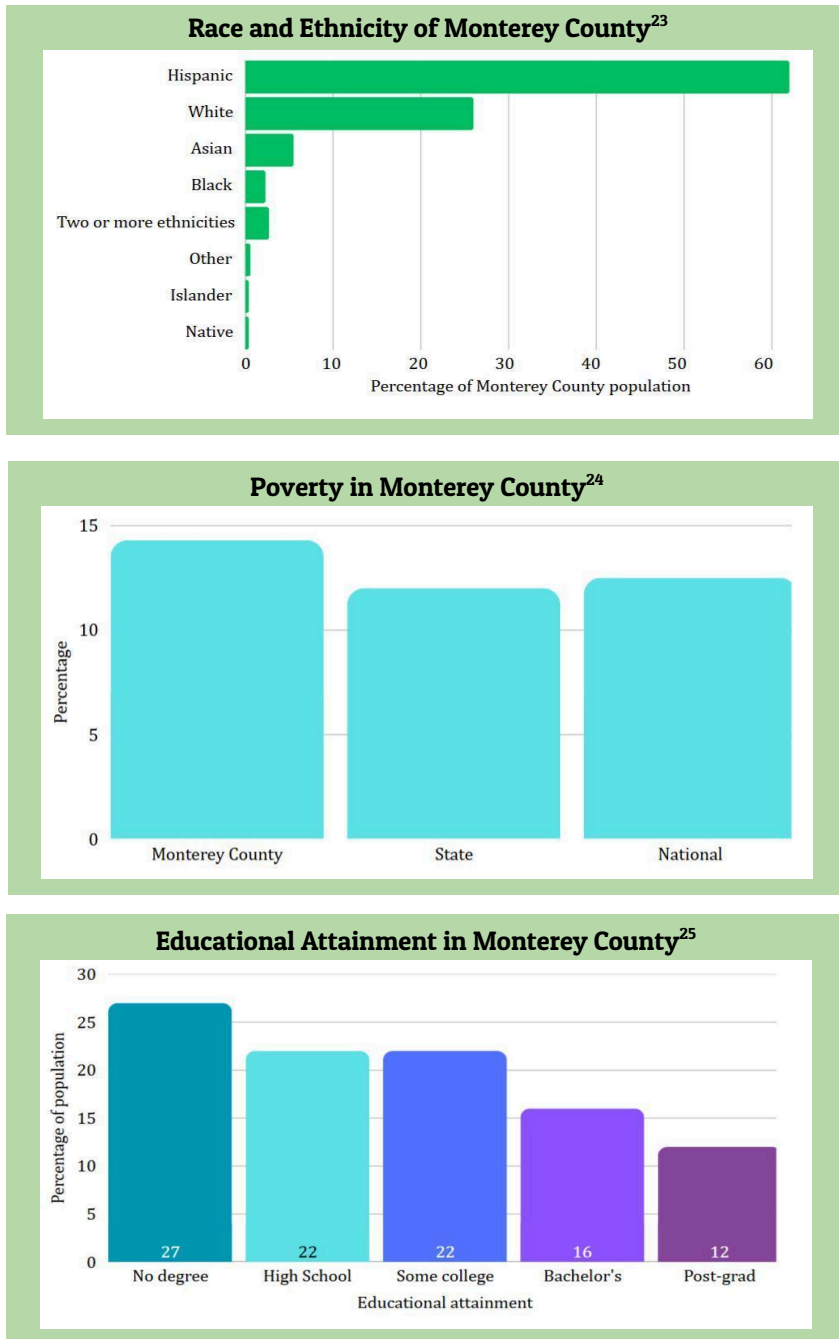 Race and Ethnicity of Monterey County23
Hispanic
White
Asian
Black
Two or more ethnicities
Other
Islander
Native
0 10 20 30 40 50 60
Percentage of Monterey County population
Poverty in Monterey County24
15
10
5
0
Percentage
Monterey County State National
Educational Attainment in Monterey County25
30
25
20
15
10
5
0
Percentage of population
27 22 22 16 12
No degree High School Some college Bachelor's Post-grad
Educational attainment